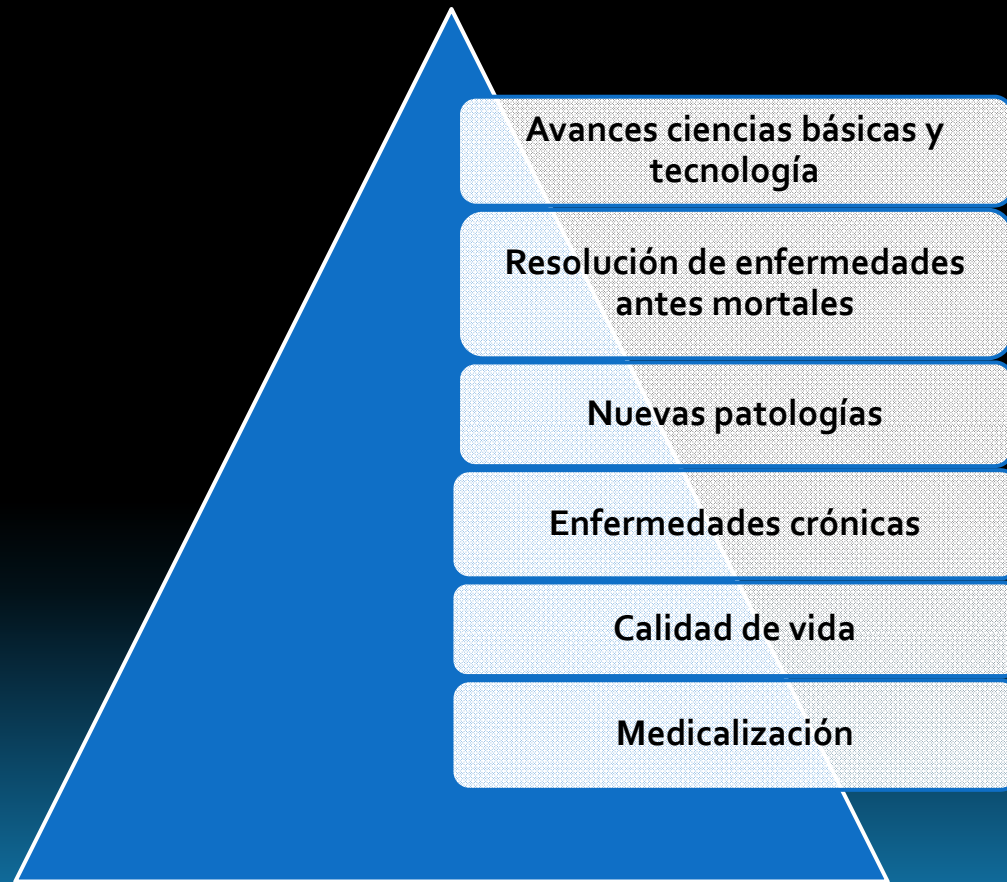 Avances ciencias básicas y
tecnología
Resolución de enfermedades
antes mortales
Nuevas patologías
Enfermedades crónicas
Calidad de vida
Medicalización